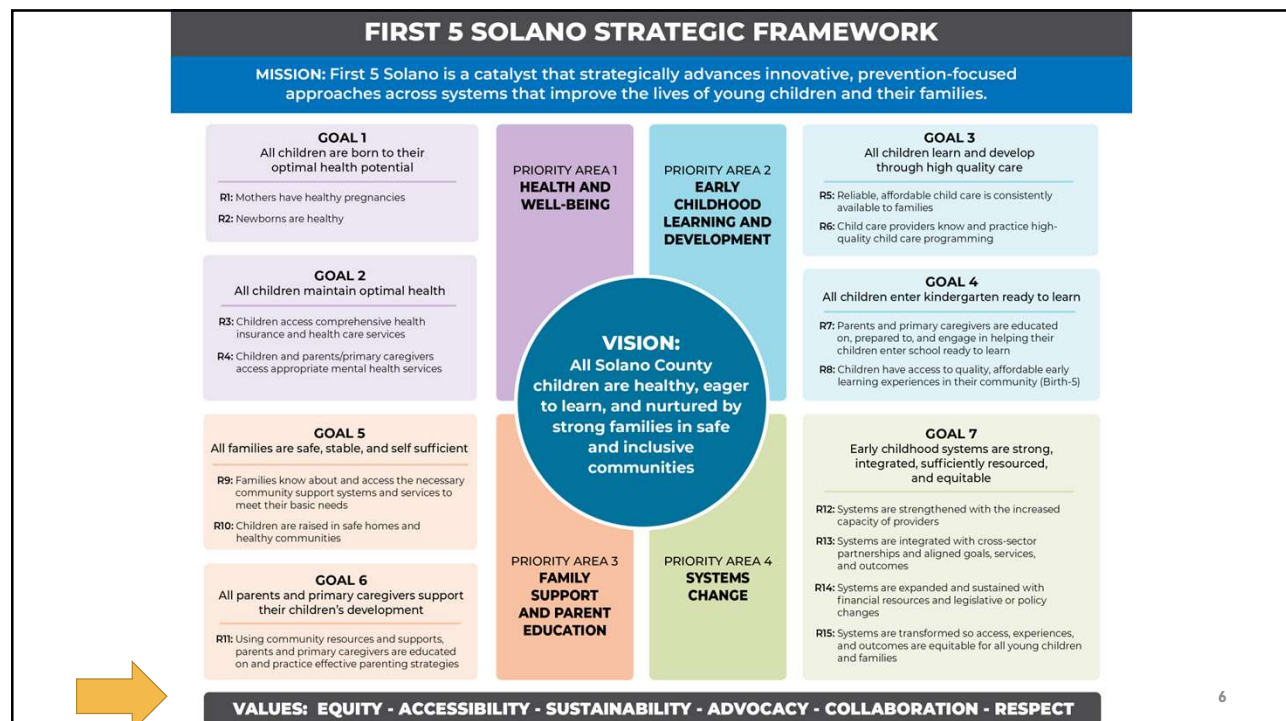 FIRST 5 SOLANO STRATEGIC FRAMEWORK
MISSION: First 5 Solano is a catalyst that strategically advances innovative, prevention-focused
approaches across systems that improve the lives of young children and their families.
GOAL 1
All children are born to their
optimal health potential
R1: Mothers have healthy pregnancies
R2: Newborns are healthy
GOAL 2
All children maintain optimal health
R3: Children access comprehensive health
insurance and health care services
R4: Children and parents/primary caregivers
access appropriate mental health services
PRIORITY AREA 1
HEALTH AND
WELL-BEING
PRIORITY AREA 2
EARLY
CHILDHOOD
LEARNING AND
DEVELOPMENT
GOAL 3
All children learn and develop
through high quality care
R5: Reliable, affordable child care is consistently
available to families
R6: Child care providers know and practice high-
quality child care programming
GOAL 4
All children enter kindergarten ready to learn
R7: Parents and primary caregivers are educated
on, prepared to, and engage in helping their
children enter school ready to learn
R8: Children have access to quality, affordable early
learning experiences in their community (Birth-5)
VISION:
All Solano County
children are healthy, eager
to learn, and nurtured by
strong families in safe
and inclusive
communities
GOAL 5
All families are safe, stable, and self sufficient
R9: Families know about and access the necessary
community support systems and services to
meet their basic needs
R10: Children are raised in safe homes and
healthy communities
GOAL 6
All parents and primary caregivers support
their children's development
R11: Using community resources and supports,
parents and primary caregivers are educated
on and practice effective parenting strategies
PRIORITY AREA 3
FAMILY
SUPPORT
AND PARENT
EDUCATION
PRIORITY AREA 4
SYSTEMS
CHANGE
GOAL 7
Early childhood systems are strong,
integrated, sufficiently resourced,
and equitable
R12: Systems are strengthened with the increased
capacity of providers
R13: Systems are integrated with cross-sector
partnerships and aligned goals, services,
and outcomes
R14: Systems are expanded and sustained with
financial resources and legislative or policy
changes
R15: Systems are transformed so access, experiences,
and outcomes are equitable for all young children
and families
VALUES: EQUITY - ACCESSIBILITY - SUSTAINABILITY - ADVOCACY - COLLABORATION - RESPECT
6